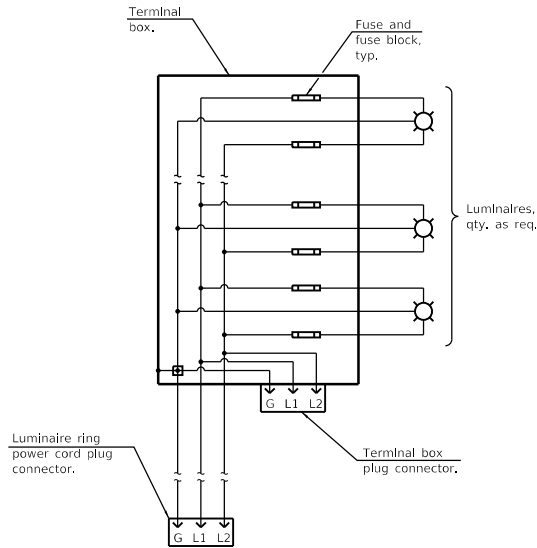 Terminal
box.
Fuse and
fuse block,
typ.
Luminaires,
qty. as req.
G L1 L2
Luminaire ring
power cord plug
connector.
Terminal box
plug connector.
G L1 L2